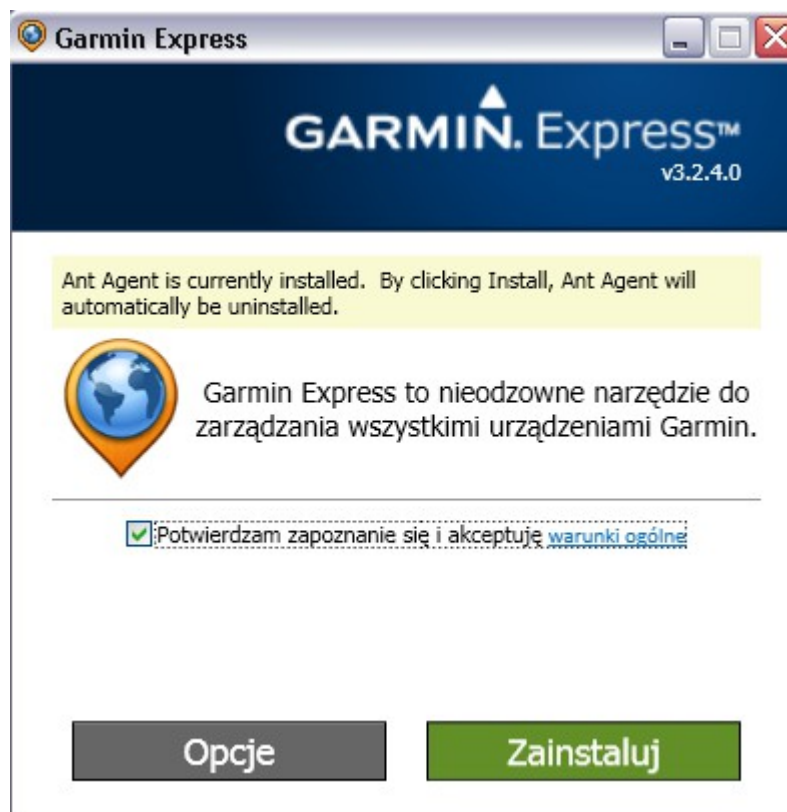 Garmin Express
GARMIN. Express™
v3.2.4.0
Ant Agent is currently installed.  By clicking Install, Ant Agent will
automatically be uninstalled.
Garmin Express to nieodzowne narzędzie do
zarządzania wszystkimi urządzeniami Garmin.
Potwierdzam zapoznanie się i akceptuję warunki ogólne
Opcje
Zainstaluj